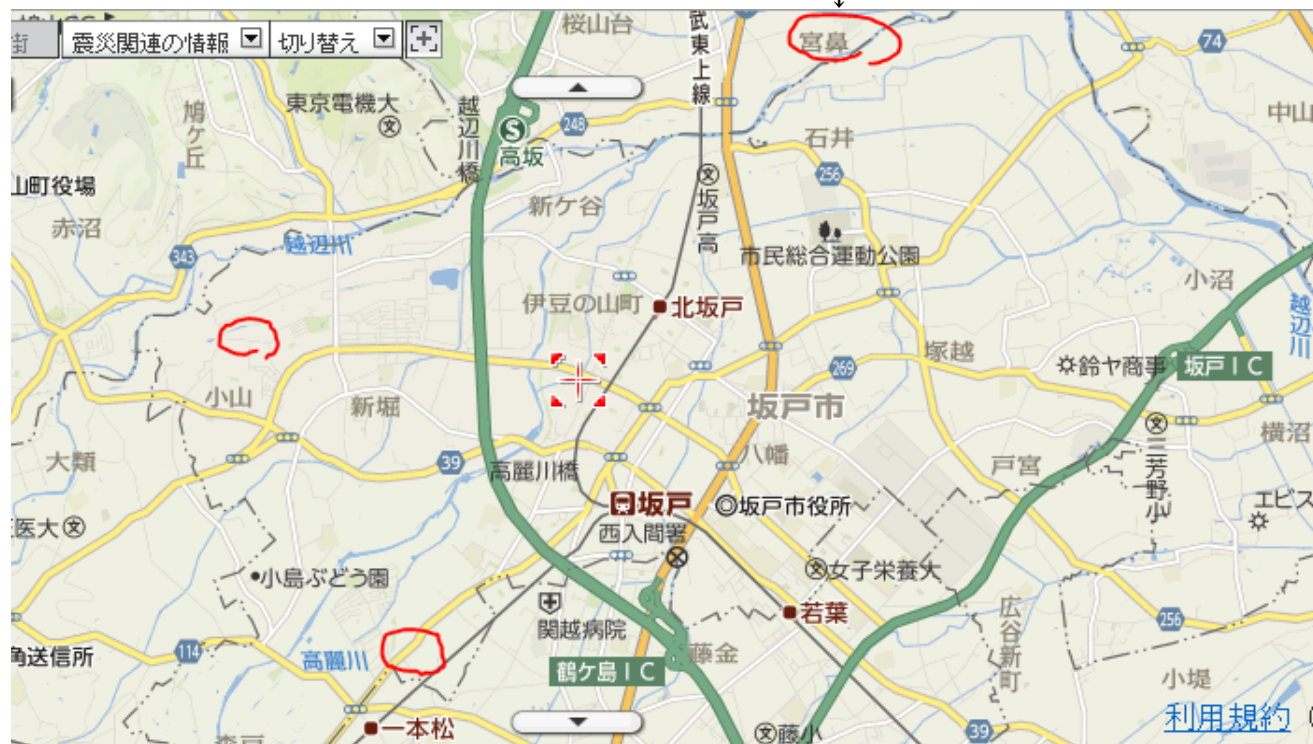 街
震災関連の情報
切り替え
桜山台
武東上線
宮鼻
74
東京電機大
鳩ヶ丘
越辺川橋
248
S
高坂
石井
中山
256
山町役場
坂戸高
赤沼
新ケ谷
越辺川
343
市民総合運動公園
小沼
伊豆の山町
北坂戸
越辺川
塚越
269
鈴ヤ商事
坂戸IC
小山
新堀
坂戸市
大類
39
高麗川橋
八幡
戸宮
三芳野小
横沼
坂戸
坂戸市役所
エビス
医大
西入間署
小島ぶどう園
女子栄養大
若葉
広谷新町
256
関越病院
角送信所
114
高麗川
鶴ケ島IC
藤金
小堤
利用規約
一本松
藤小
39